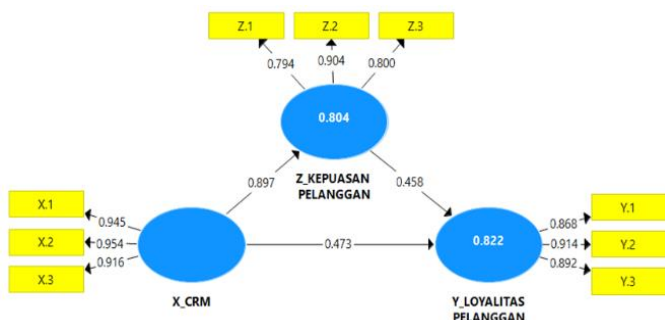 Z.1 Z.2 Z.3
0.794 0.904 0.800
0.804
Z_KEPUASAN
PELANGGAN
0.897 0.458
X.1
X.2
X.3
0.945
0.954
0.916
X_CRM
0.473
0.822
Y_LOYALITAS
PELANGGAN
0.868
0.914
0.892
Y.1
Y.2
Y.3